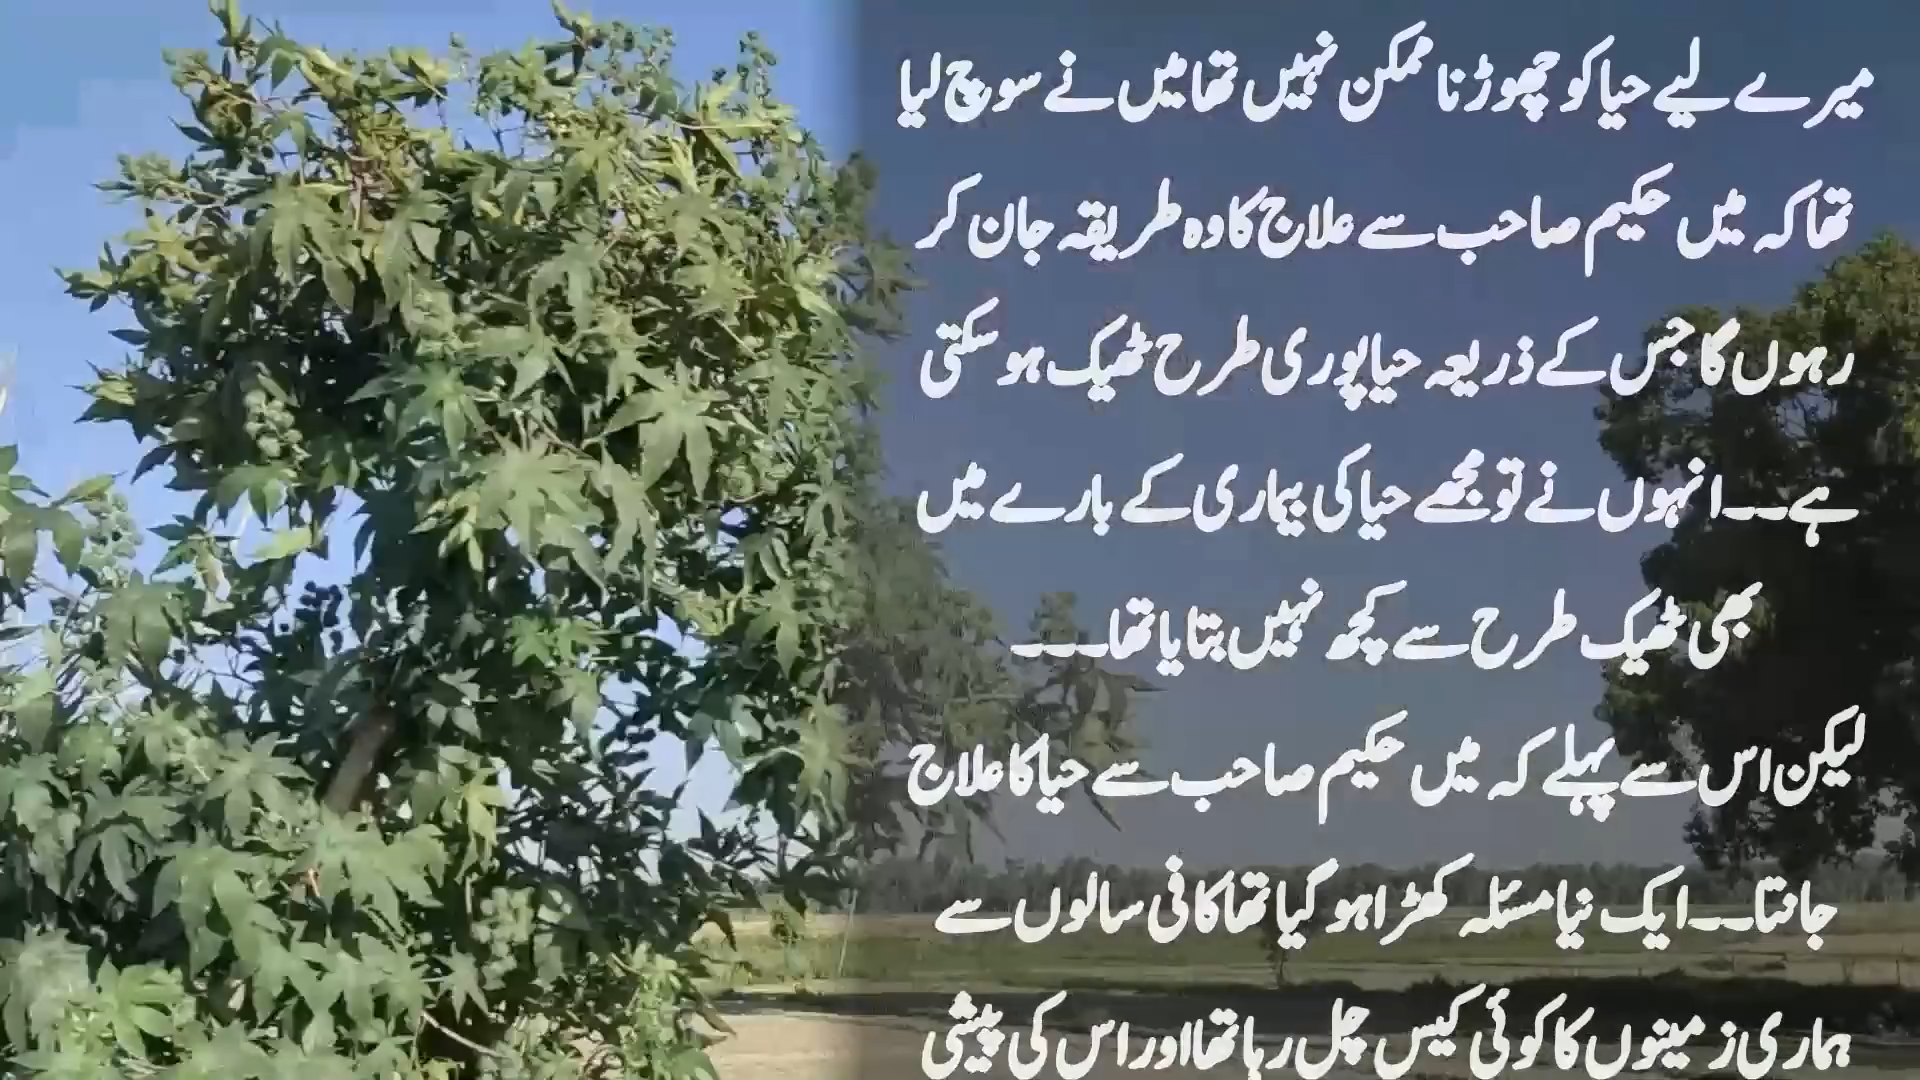 میرے لیے حیا کو چھوڑنا ممکن نہیں تھا میں نے سوچ لیا
تھا کہ میں حکیم صاحب سے علاج کا وہ طریقہ جان کر
رہوں گا جس کے ذریعہ حیا پوری طرح ٹھیک ہو سکتی
ہے۔۔۔انہوں نے تو مجھے حیا کی بیماری کے بارے میں
بھی ٹھیک طرح سے کچھ نہیں بتایا تھا۔۔۔
لیکن اس سے پہلے کہ میں حکیم صاحب سے حیا کا علاج
جانتا۔۔۔ایک نیا مسئلہ کھڑا ہو گیا تھا کافی سالوں سے
ہماری زمینوں کا کوئی کیس چل رہا تھا اور اس کی پیشی